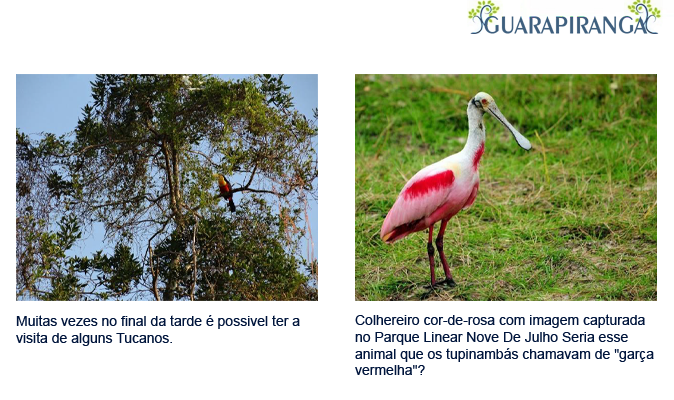 GUARAPIRANGA
Muitas vezes no final da tarde é possivel ter a
visita de alguns Tucanos.
Colhereiro cor-de-rosa com imagem capturada
no Parque Linear Nove De Julho Seria esse
animal que os tupinambás chamavam de "garça
vermelha"?